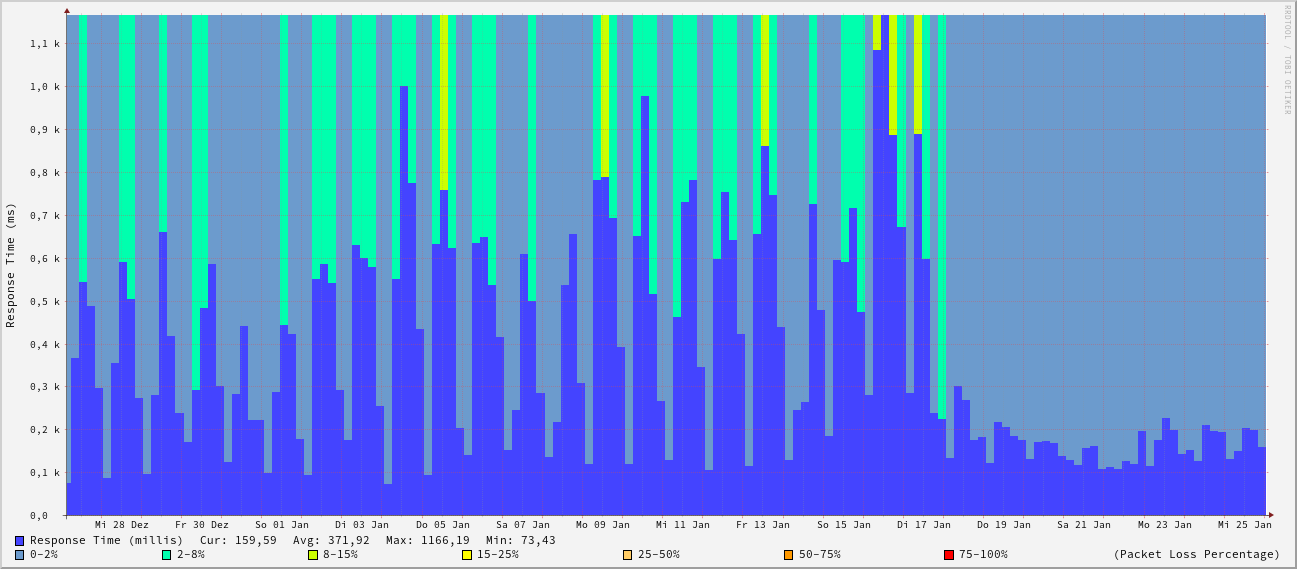 RRDTOOL / TOBI OETIKER
Response Time (ms)
1,1 k
1,0 k
0,9 k
0,8 k
0,7 k
0,6 k
0,5 k
0,4 k
0,3 k
0,2 k
0,1 k
0,0
Mi 28 Dez Fr 30 Dez So 01 Jan Di 03 Jan Do 05 Jan Sa 07 Jan Mo 09 Jan Mi 11 Jan Fr 13 Jan So 15 Jan Di 17 Jan Do 19 Jan Sa 21 Jan Mo 23 Jan Mi 25 Jan
Response Time (millis) Cur: 159,59 Avg: 371,92 Max: 1166,19 Min: 73,43
0-2% 2-8% 8-15% 15-25% 25-50% 50-75% 75-100% (Packet Loss Percentage)